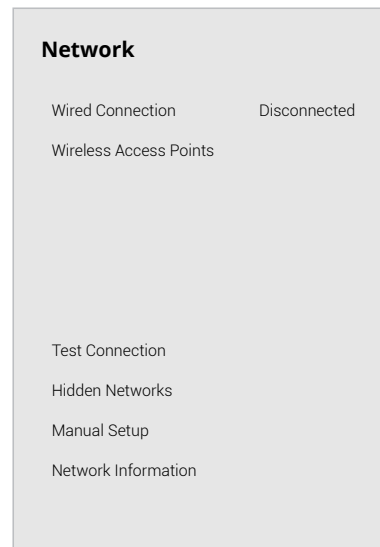 Network
Wired Connection Disconnected
Wireless Access Points
Test Connection
Hidden Networks
Manual Setup
Network Information